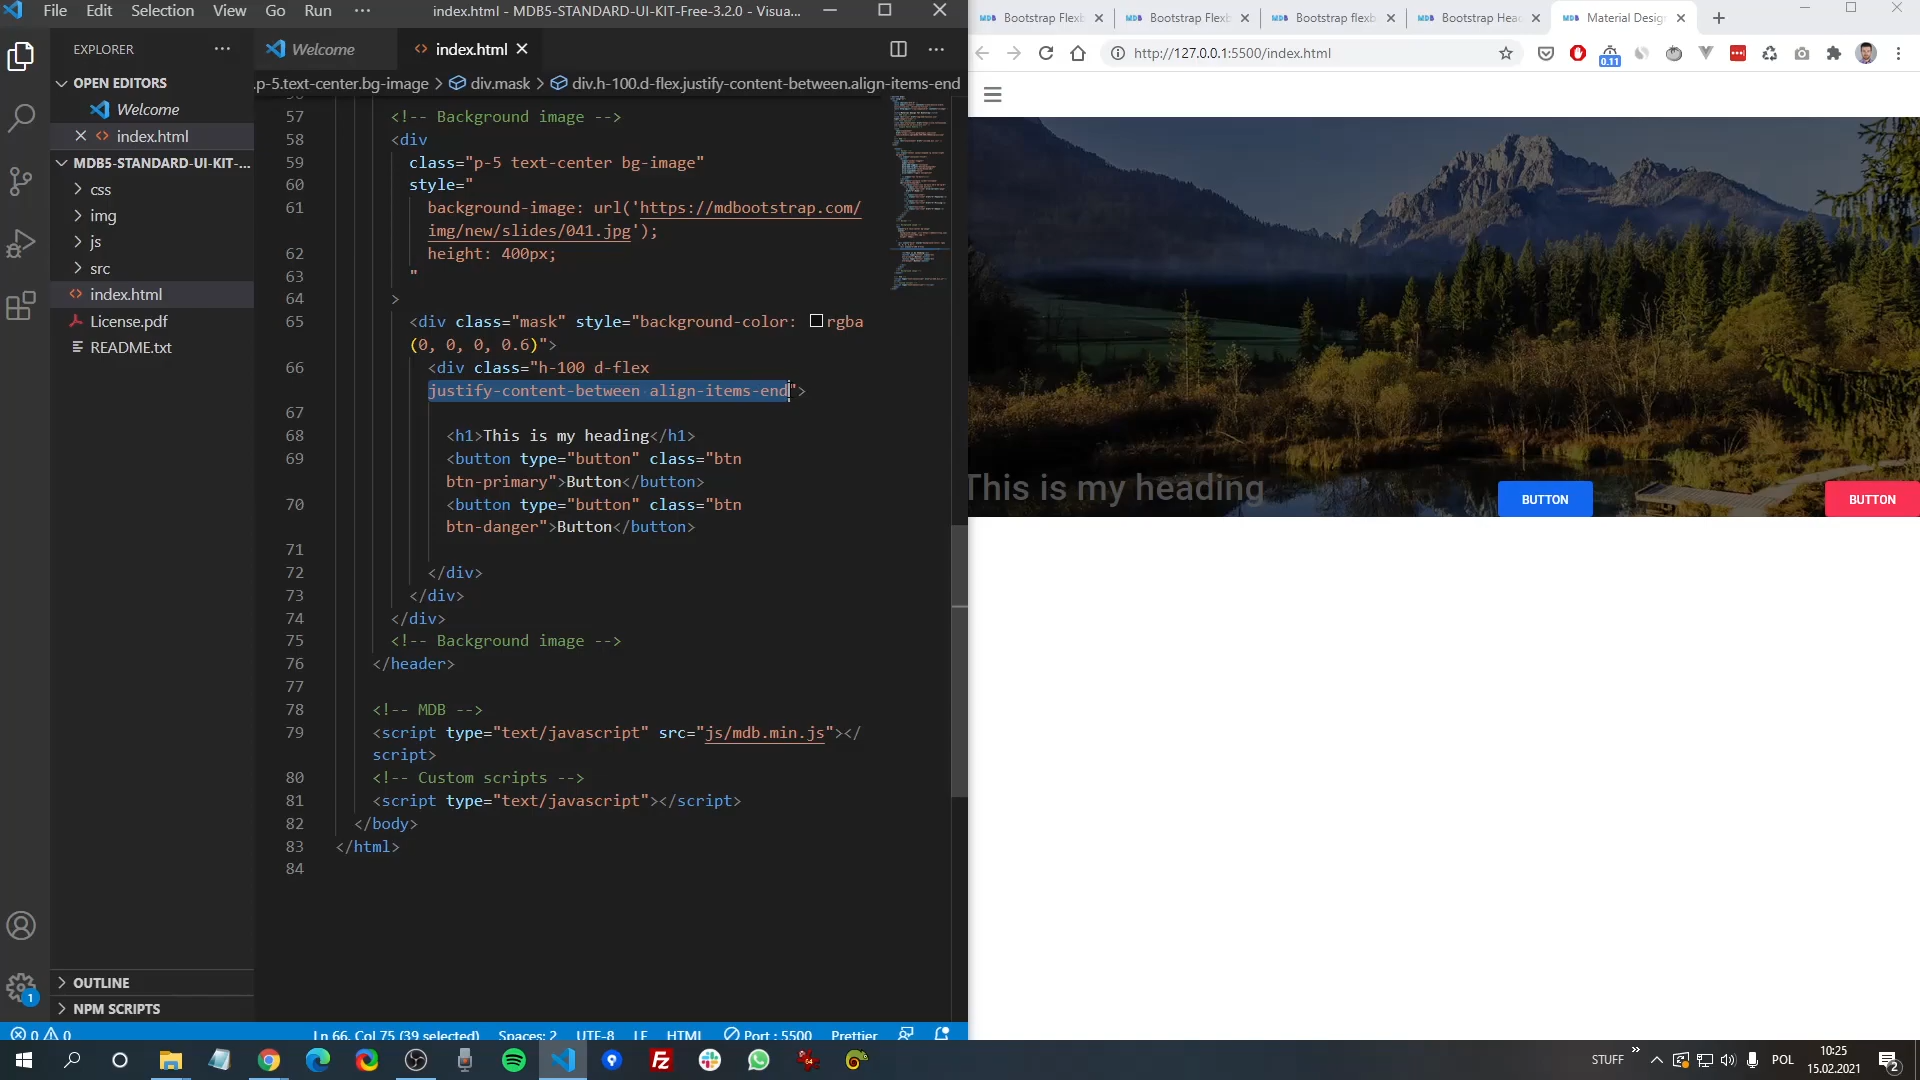 File Edit Selection View Go Run ··· index.html - MDB5-STANDARD-UI-KIT-Free-3.2.0 - Visua...
EXPLORER
Welcome
index.html
OPEN EDITORS
Welcome
index.html
MDB5-STANDARD-UI-KIT-...
css
img
js
src
index.html
License.pdf
README.txt
OUTLINE
NPM SCRIPTS
1
.p-5.text-center.bg-image > div.mask > div.h-100.d-flex.justify-content-between.align-items-end
57 <!-- Background image -->
58 <div
59 class="p-5 text-center bg-image"
60 style="
61 background-image: url('https://mdbootstrap.com/
img/new/slides/041.jpg');
62 height: 400px;
63 "
64 >
65 <div class="mask" style="background-color: rgba
(0, 0, 0, 0.6)">
66 <div class="h-100 d-flex
justify-content-between align-items-end">
67
68 <h1>This is my heading</h1>
69 <button type="button" class="btn
btn-primary">Button</button>
70 <button type="button" class="btn
btn-danger">Button</button>
71
72 </div>
73 </div>
74 </div>
75 <!-- Background image -->
76 </header>
77
78 <!-- MDB -->
79 <script type="text/javascript" src="js/mdb.min.js"></
script>
80 <!-- Custom scripts -->
81 <script type="text/javascript"></script>
82 </body>
83 </html>
84
0 0 Ln 66, Col 75 (39 selected) Spaces: 2 UTF-8 LF HTML Port : 5500 Prettier
Bootstrap Flexb
Bootstrap Flexb
Bootstrap flexb
Bootstrap Head
Material Design
http://127.0.0.1:5500/index.html
0.11
This is my heading
BUTTON
BUTTON
STUFF
POL
10:25
15.02.2021
2